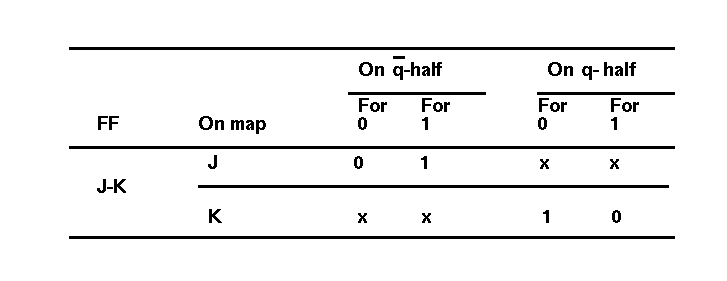 On q̅-half On q- half
For For For For
FF On map 0 1 0 1
J 0 1 x x
J-K
K x x 1 0